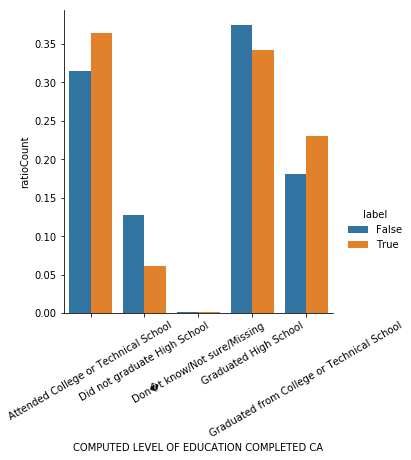 0.35
0.30
0.25
0.20
0.15
0.10
0.05
0.00
ratioCount
label
False
True
Attended College or Technical School
Did not graduate High School
Don�t know/Not sure/Missing
Graduated High School
Graduated from College or Technical School
COMPUTED LEVEL OF EDUCATION COMPLETED CA